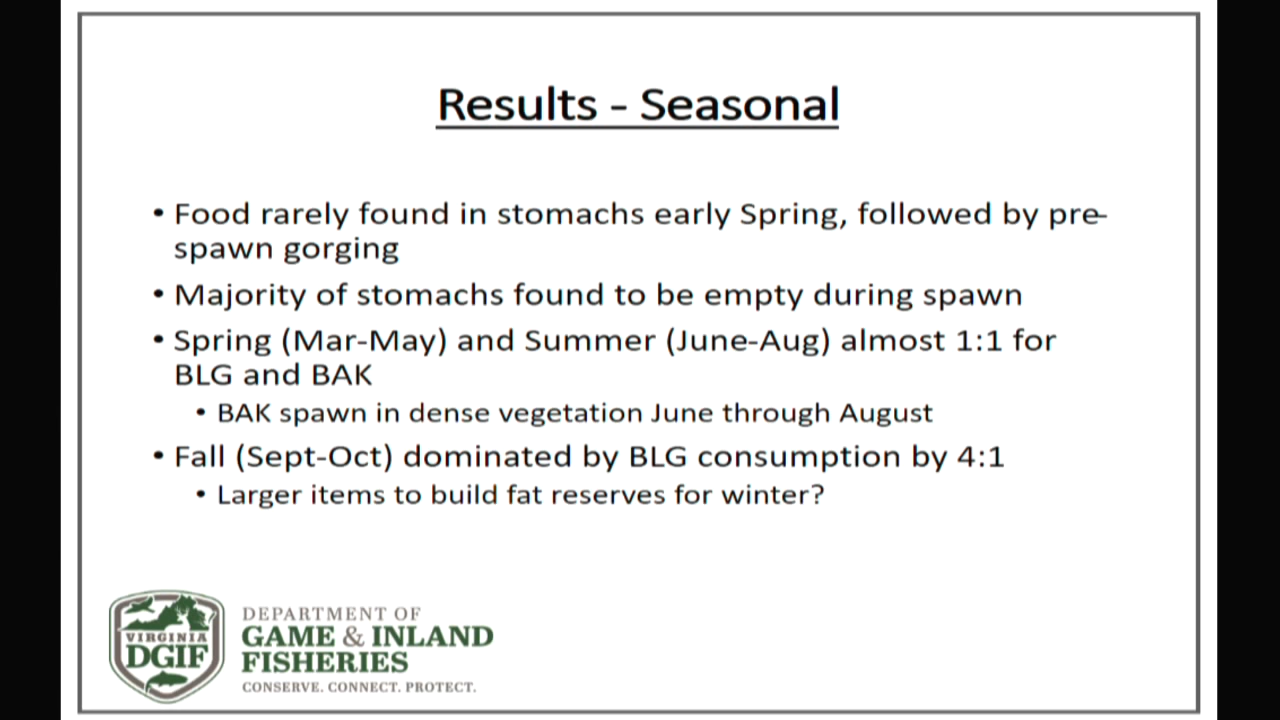 Results - Seasonal
• Food rarely found in stomachs early Spring, followed by pre-
spawn gorging
• Majority of stomachs found to be empty during spawn
• Spring (Mar-May) and Summer (June-Aug) almost 1:1 for
BLG and BAK
• BAK spawn in dense vegetation June through August
• Fall (Sept-Oct) dominated by BLG consumption by 4:1
• Larger items to build fat reserves for winter?
VIRGINIA
DGIF
DEPARTMENT OF
GAME & INLAND
FISHERIES
CONSERVE. CONNECT. PROTECT.